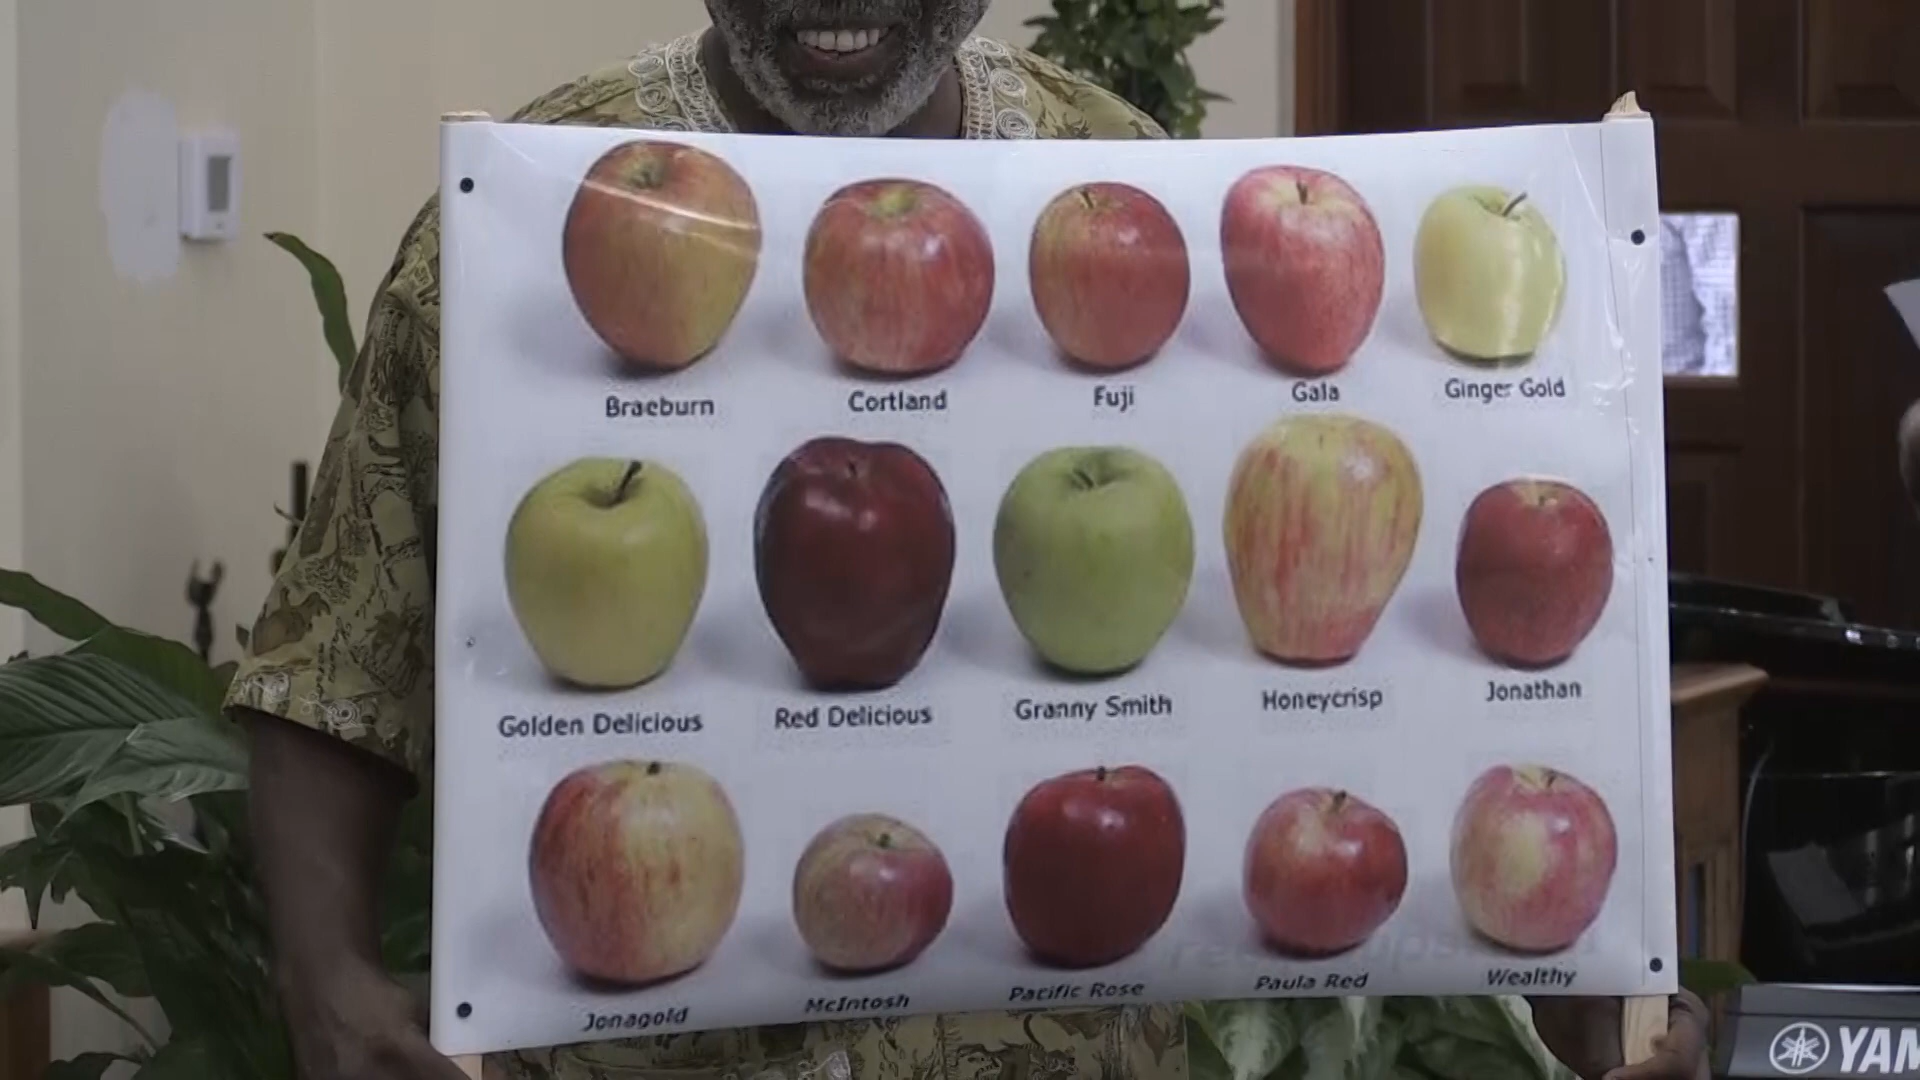 Braeburn
Cortland
Fuji
Gala
Ginger Gold
Golden Delicious
Red Delicious
Granny Smith
Honeycrisp
Jonathan
Jonagold
McIntosh
Pacific Rose
Paula Red
Wealthy
YAM